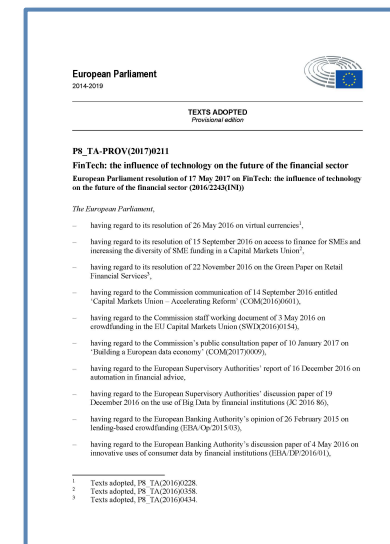 European Parliament
2014-2019
TEXTS ADOPTED
Provisional edition
P8_TA-PROV(2017)0211
FinTech: the influence of technology on the future of the financial sector
European Parliament resolution of 17 May 2017 on FinTech: the influence of technology
on the future of the financial sector (2016/2243(INI))
The European Parliament,
– having regard to its resolution of 26 May 2016 on virtual currencies1,
– having regard to its resolution of 15 September 2016 on access to finance for SMEs and
increasing the diversity of SME funding in a Capital Markets Union2,
– having regard to its resolution of 22 November 2016 on the Green Paper on Retail
Financial Services3,
– having regard to the Commission communication of 14 September 2016 entitled
‘Capital Markets Union – Accelerating Reform’ (COM(2016)0601),
– having regard to the Commission staff working document of 3 May 2016 on
crowdfunding in the EU Capital Markets Union (SWD(2016)0154),
– having regard to the Commission’s public consultation paper of 10 January 2017 on
‘Building a European data economy’ (COM(2017)0009),
– having regard to the European Supervisory Authorities’ report of 16 December 2016 on
automation in financial advice,
– having regard to the European Supervisory Authorities’ discussion paper of 19
December 2016 on the use of Big Data by financial institutions (JC 2016 86),
– having regard to the European Banking Authority’s opinion of 26 February 2015 on
lending-based crowdfunding (EBA/Op/2015/03),
– having regard to the European Banking Authority’s discussion paper of 4 May 2016 on
innovative uses of consumer data by financial institutions (EBA/DP/2016/01),
1 Texts adopted, P8_TA(2016)0228.
2 Texts adopted, P8_TA(2016)0358.
3 Texts adopted, P8_TA(2016)0434.